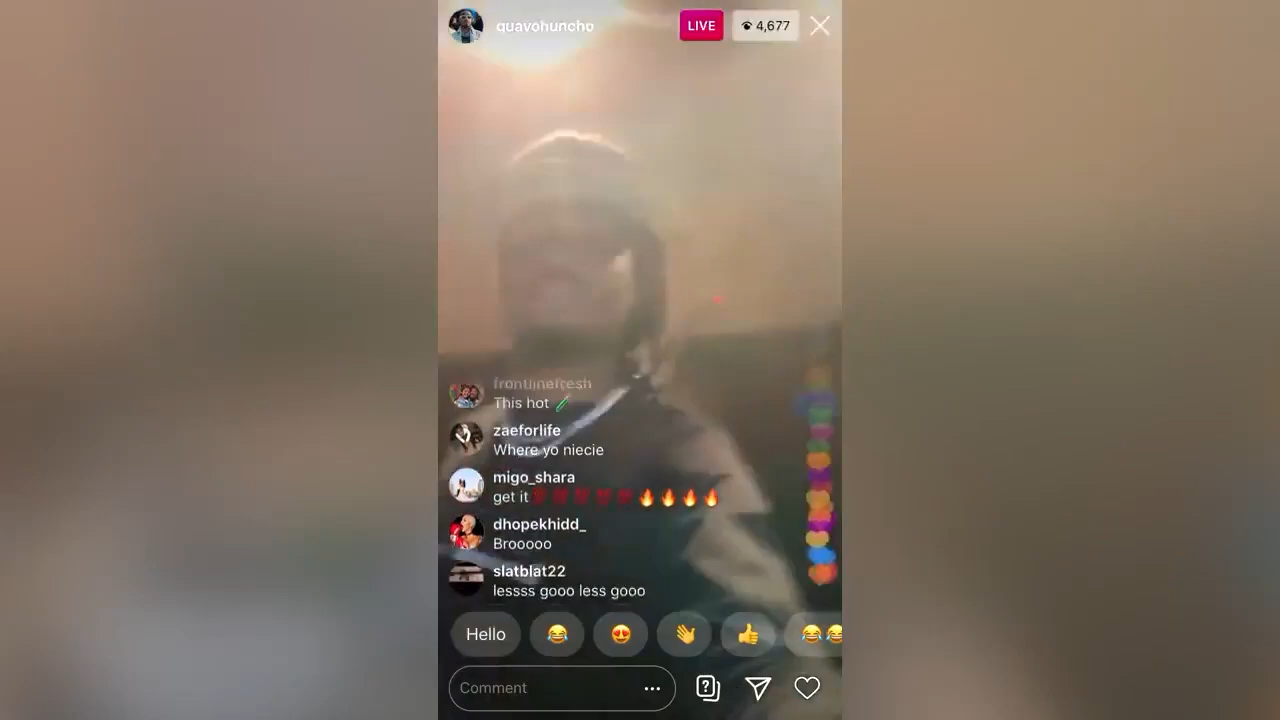 quavohuncho
LIVE
4,677
frontlinefresh
This hot
zaeforlife
Where yo niecie
migo_shara
get it
dhopekhidd_
Brooooo
slatblat22
lessss gooo less gooo
Hello
Comment